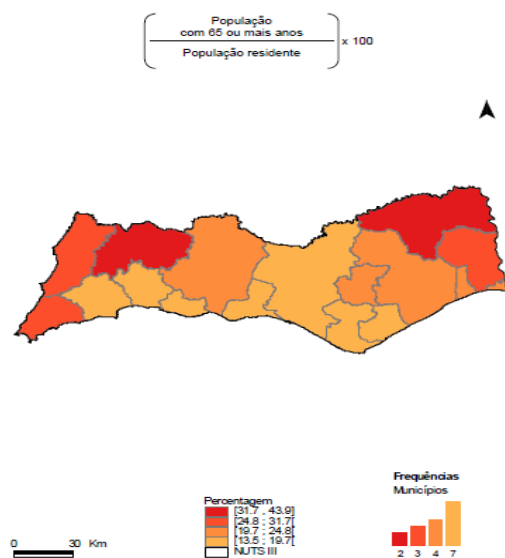 População
com 65 ou mais anos
População residente
x 100
Percentagem
[31.7 ; 43.9]
[24.8 ; 31.7[
[19.7 ; 24.8[
[13.5 ; 19.7[
NUTS III
0 30 Km
Frequências
Municípios
2 3 4 7